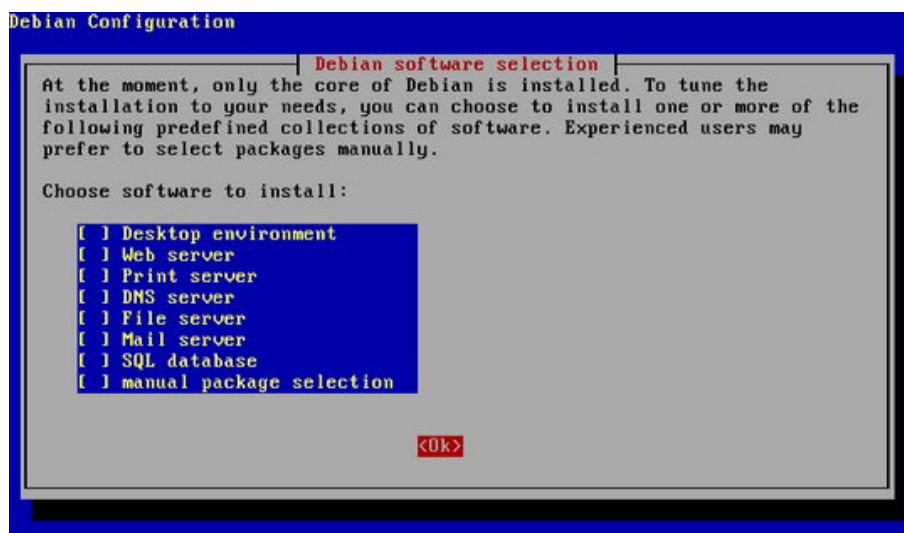 Debian Configuration
Debian software selection
At the moment, only the core of Debian is installed. To tune the
installation to your needs, you can choose to install one or more of the
following predefined collections of software. Experienced users may
prefer to select packages manually.
Choose software to install:
[ ] Desktop environment
[ ] Web server
[ ] Print server
[ ] DNS server
[ ] File server
[ ] Mail server
[ ] SQL database
[ ] manual package selection
<Ok>